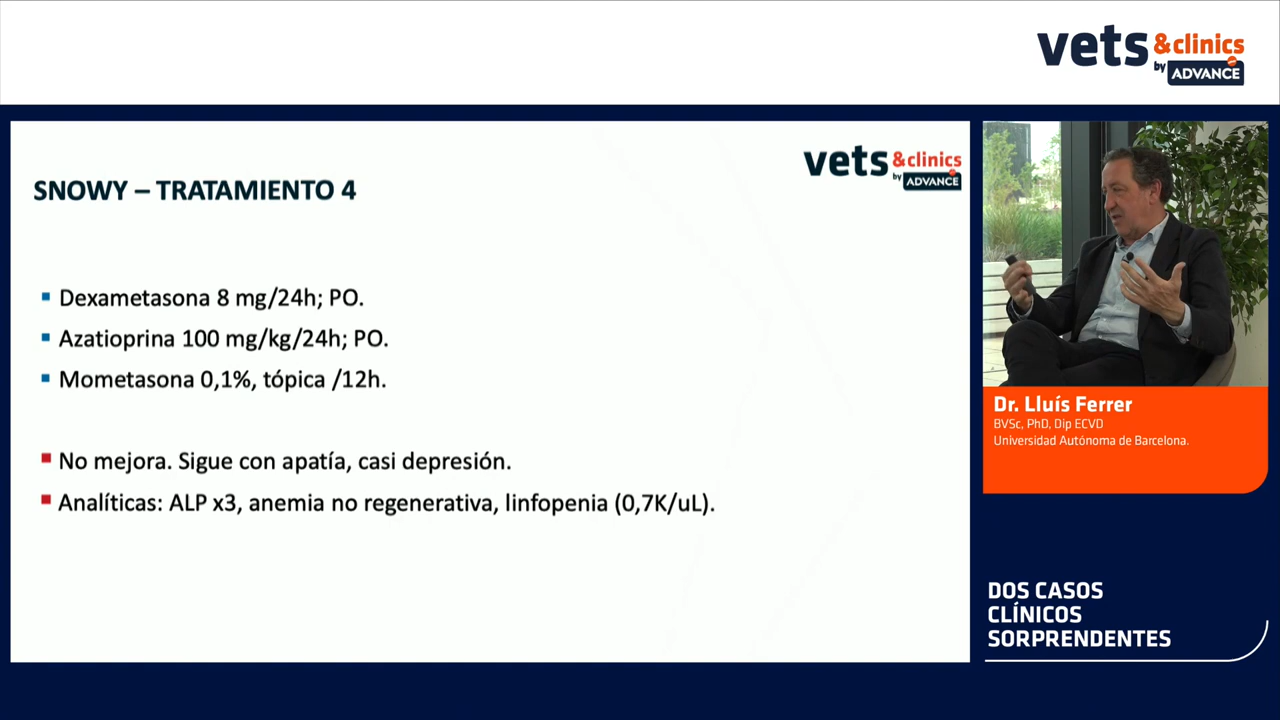 vets &clinics
by ADVANCE
vets &clinics
by ADVANCE
SNOWY – TRATAMIENTO 4
Dexametasona 8 mg/24h; PO.
Azatioprina 100 mg/kg/24h; PO.
Mometasona 0,1%, tópica /12h.
No mejora. Sigue con apatía, casi depresión.
Analíticas: ALP x3, anemia no regenerativa, linfopenia (0,7K/uL).
Dr. Lluís Ferrer
BVSc, PhD, Dip ECVD
Universidad Autónoma de Barcelona.
DOS CASOS
CLÍNICOS
SORPRENDENTES